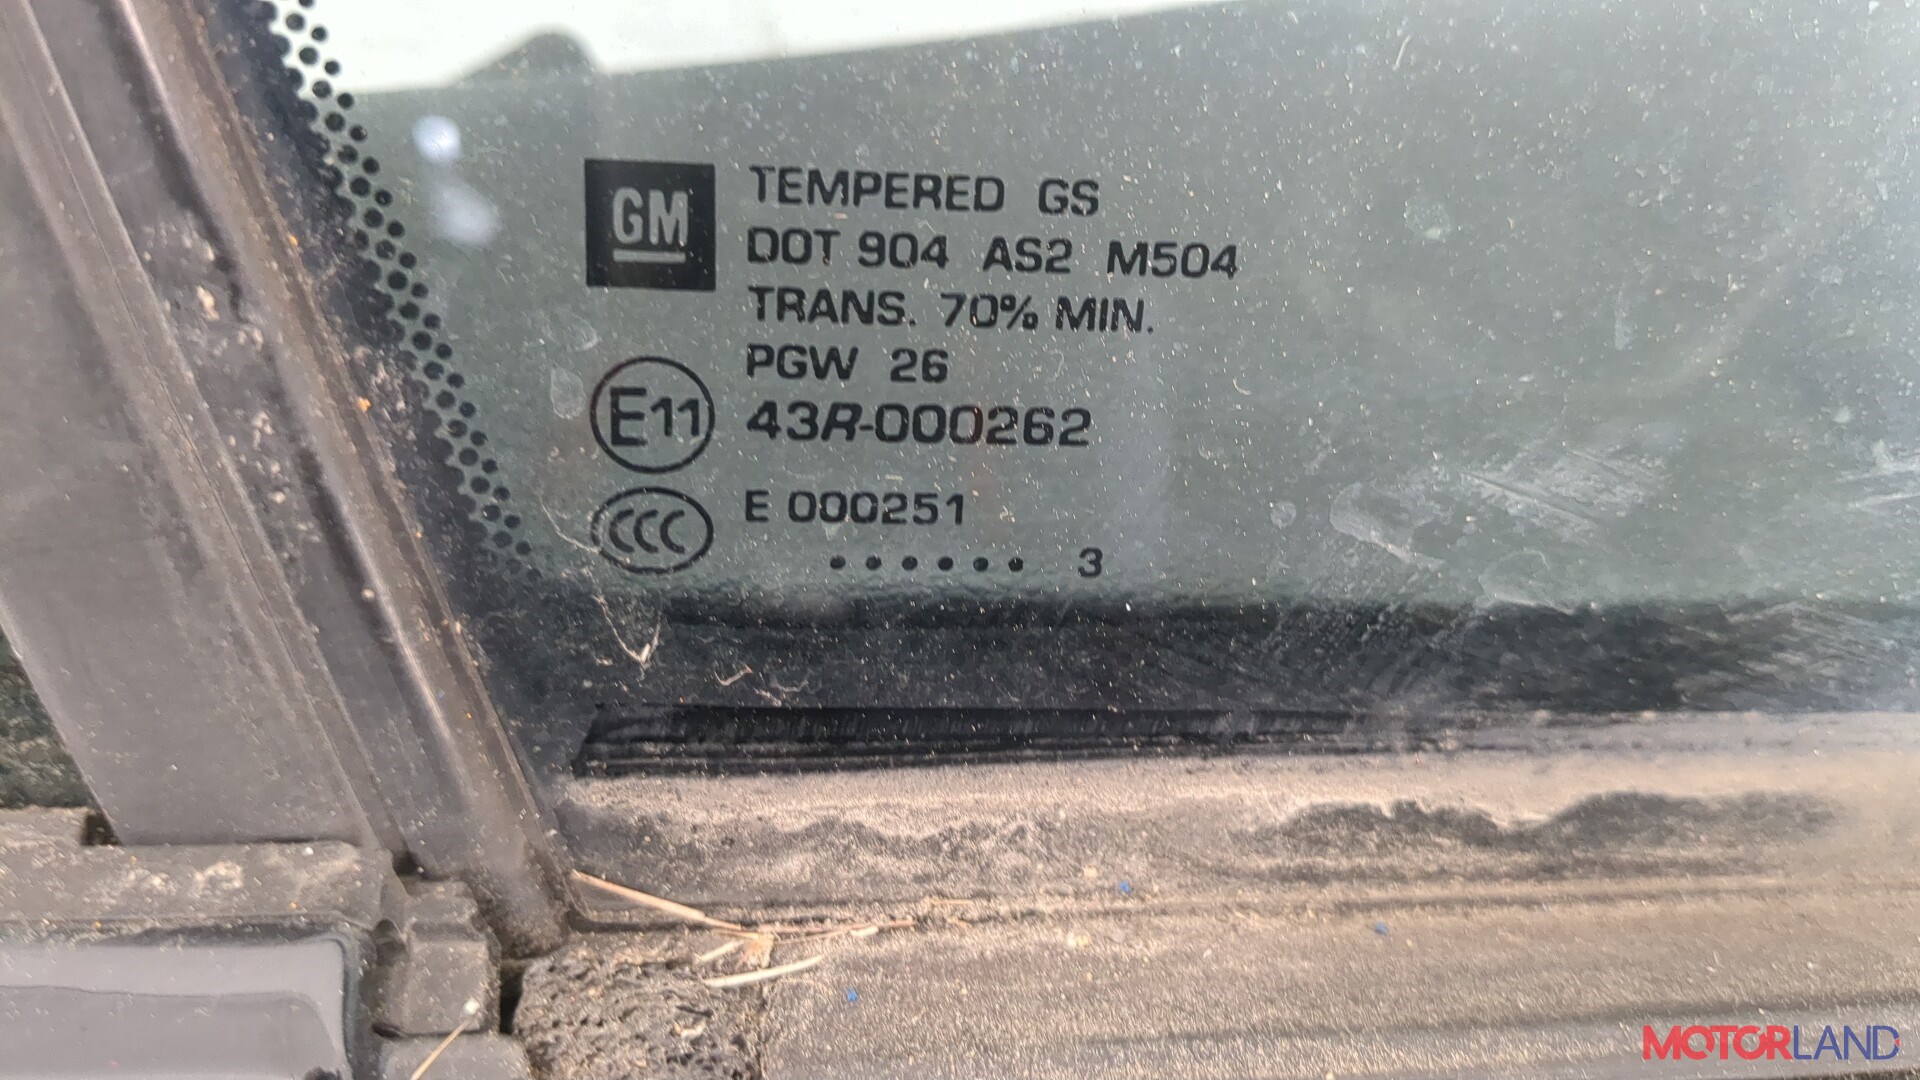 GM
TEMPERED GS
DOT 904 AS2 M504
TRANS. 70% MIN.
PGW 26
E11 43R-000262
CCC E 000251
...... 3
MOTORLAND